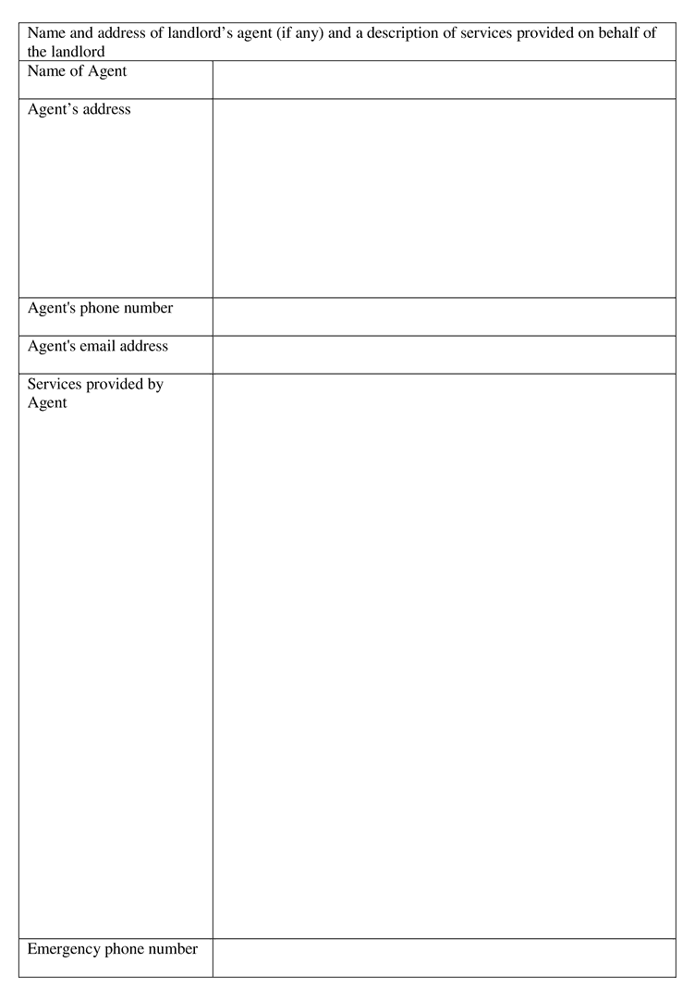 Name and address of landlord’s agent (if any) and a description of services provided on behalf of
the landlord
Name of Agent
Agent’s address
Agent's phone number
Agent's email address
Services provided by
Agent
Emergency phone number